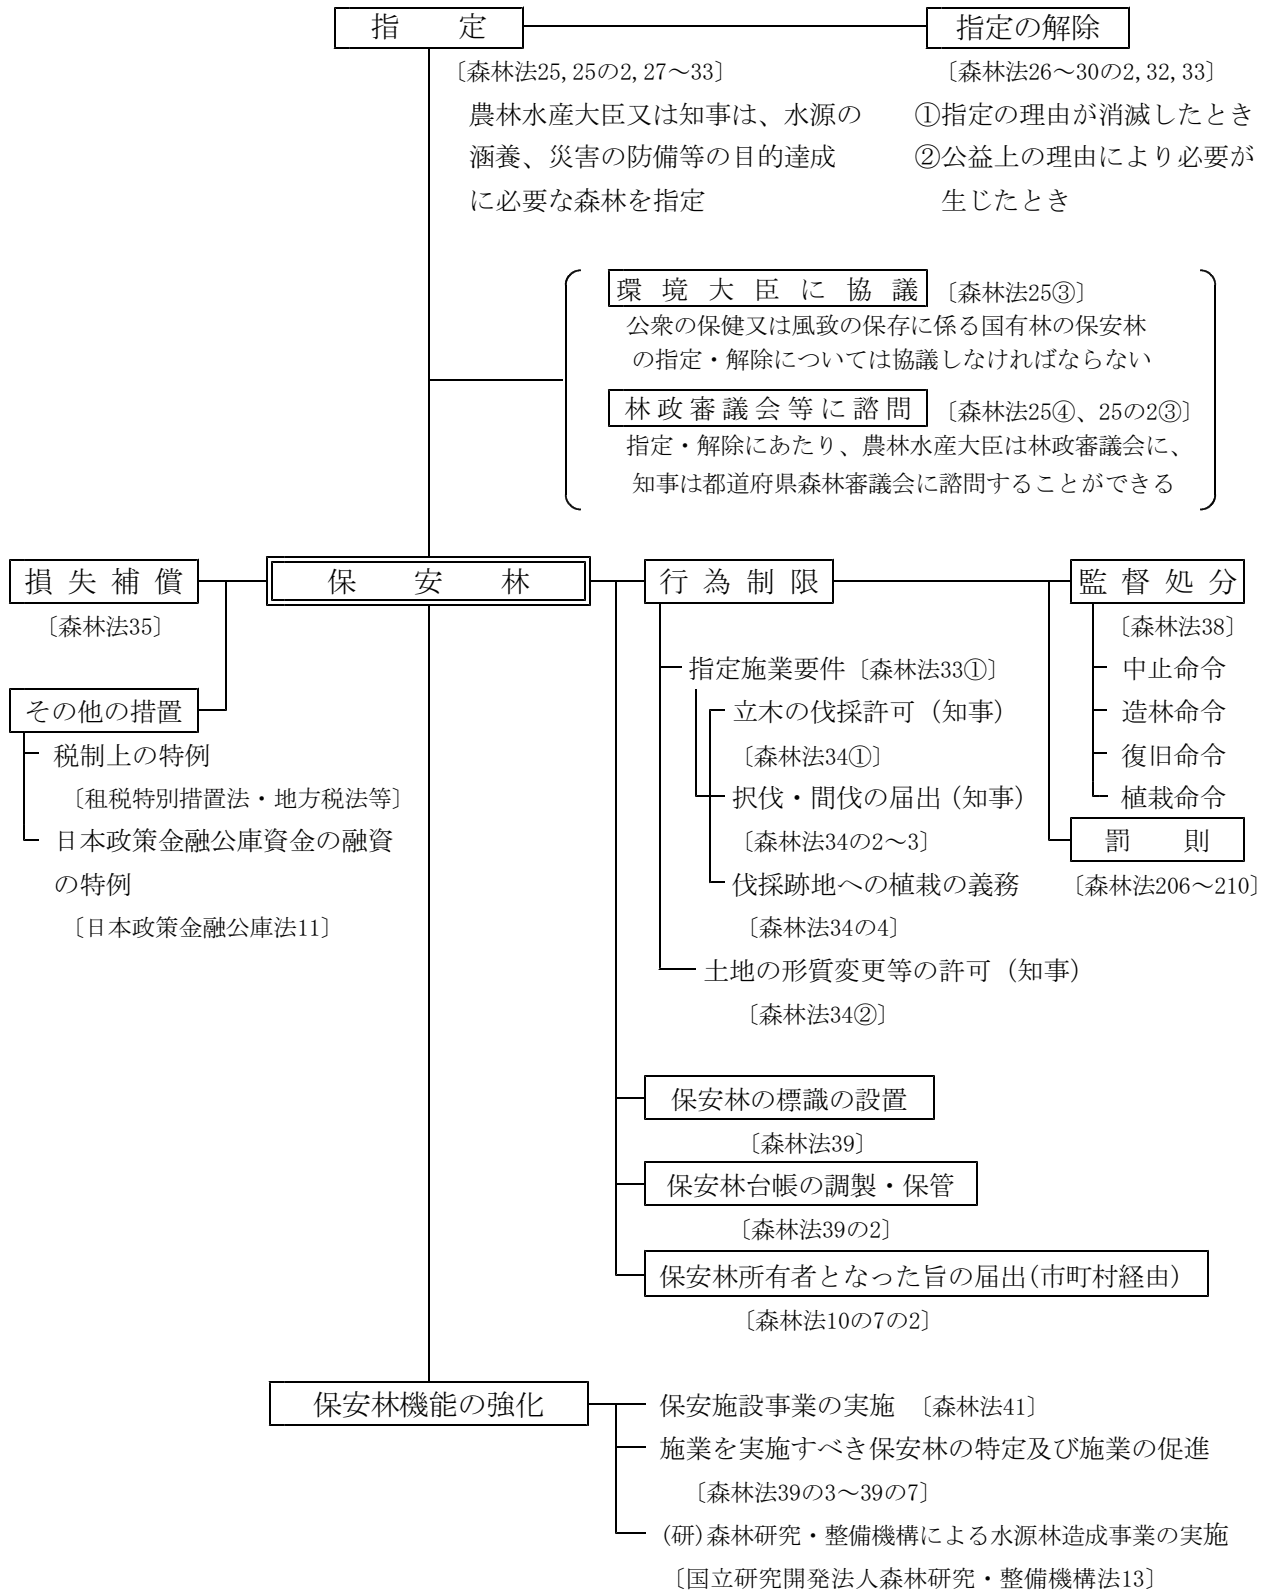 指定
指定の解除
〔森林法25,25の2,27～33〕
農林水産大臣又は知事は、水源の
涵養、災害の防備等の目的達成
に必要な森林を指定
〔森林法26～30の2,32,33〕
①指定の理由が消滅したとき
②公益上の理由により必要が
生じたとき
環境大臣に協議 〔森林法25③〕
公衆の保健又は風致の保存に係る国有林の保安林
の指定・解除については協議しなければならない
林政審議会等に諮問 〔森林法25④、25の2③〕
指定・解除にあたり、農林水産大臣は林政審議会に、
知事は都道府県森林審議会に諮問することができる
損失補償
〔森林法35〕
その他の措置
税制上の特例
〔租税特別措置法・地方税法等〕
日本政策金融公庫資金の融資
の特例
〔日本政策金融公庫法11〕
保安林
行為制限
指定施業要件〔森林法33①〕
立木の伐採許可（知事）
〔森林法34①〕
択伐・間伐の届出（知事）
〔森林法34の2～3〕
伐採跡地への植栽の義務
〔森林法34の4〕
土地の形質変更等の許可（知事）
〔森林法34②〕
監督処分
〔森林法38〕
中止命令
造林命令
復旧命令
植栽命令
罰則
〔森林法206～210〕
保安林の標識の設置
〔森林法39〕
保安林台帳の調製・保管
〔森林法39の2〕
保安林所有者となった旨の届出(市町村経由)
〔森林法10の7の2〕
保安林機能の強化
保安施設事業の実施 〔森林法41〕
施業を実施すべき保安林の特定及び施業の促進
〔森林法39の3～39の7〕
(研)森林研究・整備機構による水源林造成事業の実施
〔国立研究開発法人森林研究・整備機構法13〕